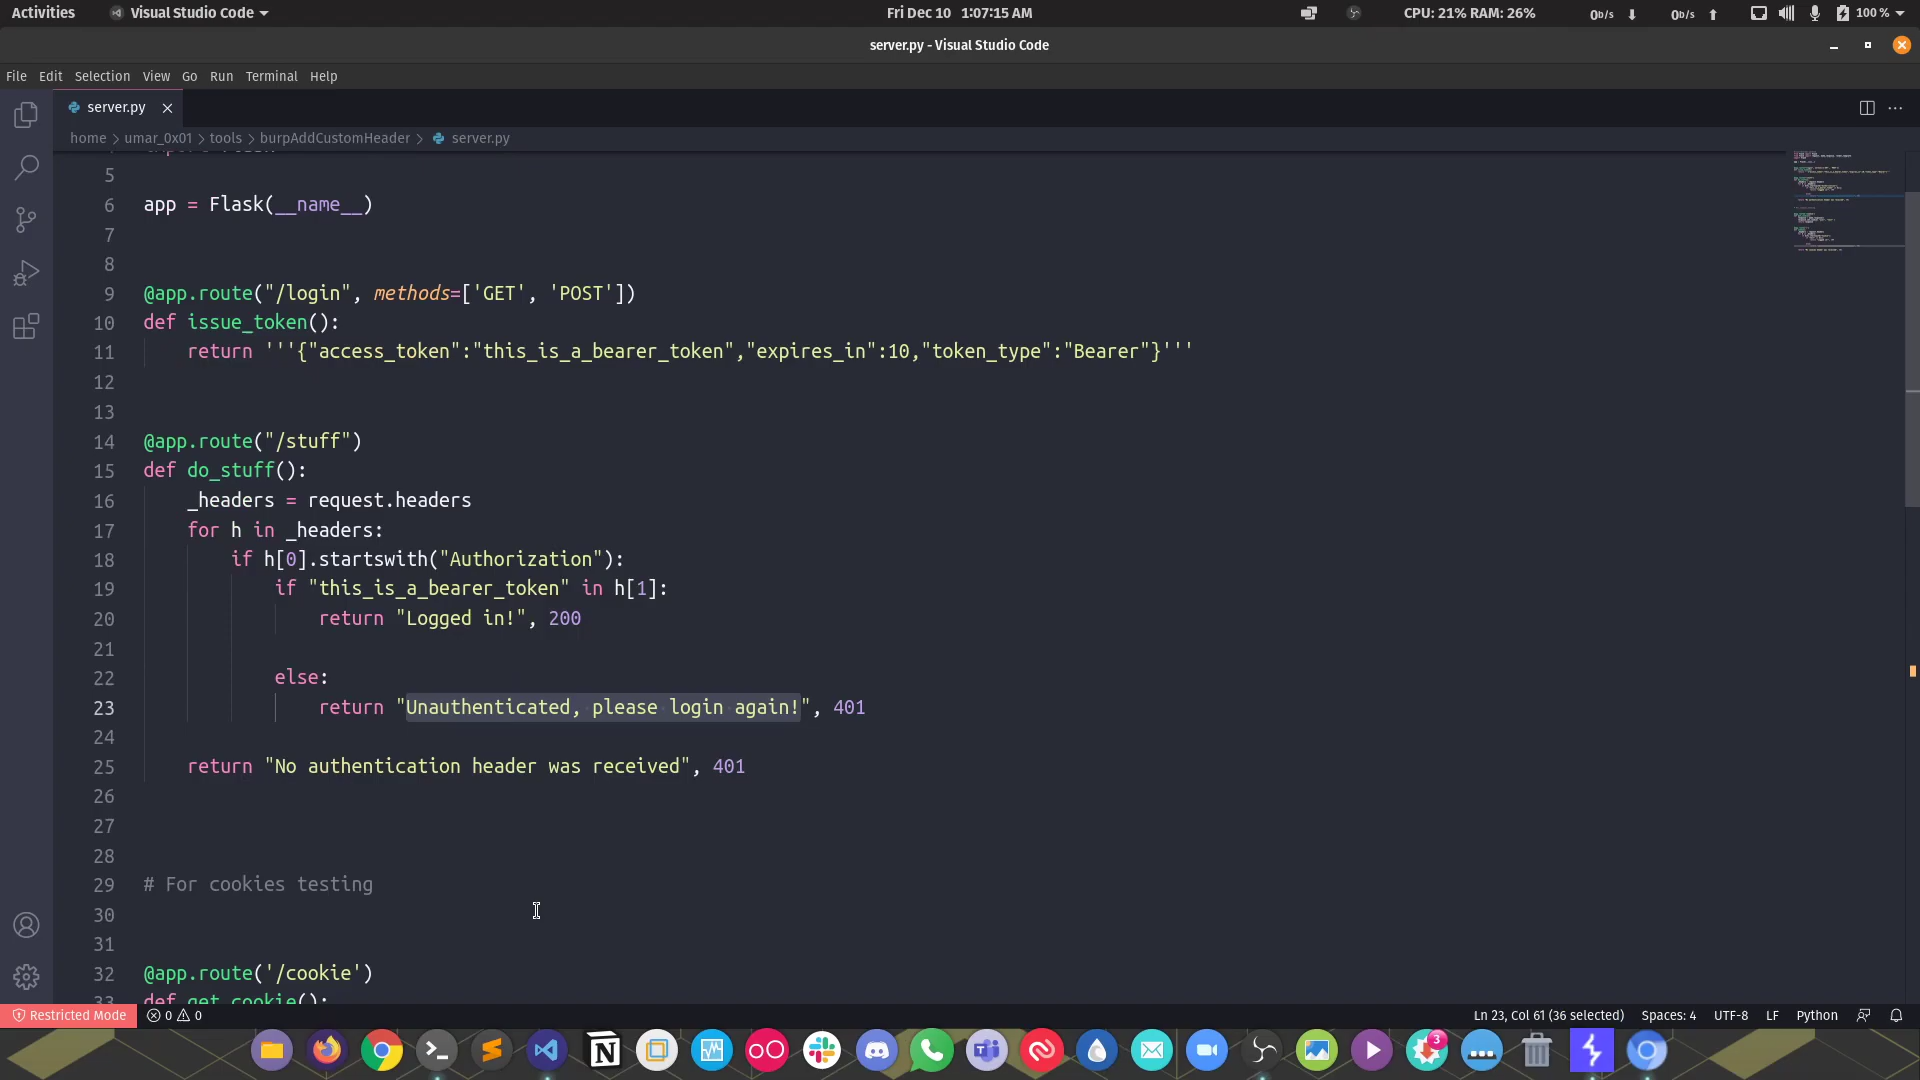 Activities
Visual Studio Code
Fri Dec 10 1:07:15 AM
CPU: 21% RAM: 26%
0b/s
0b/s
100 %
server.py - Visual Studio Code
File Edit Selection View Go Run Terminal Help
server.py
home > umar_0x01 > tools > burpAddCustomHeader > server.py
5
6 app = Flask(__name__)
7
8
9 @app.route("/login", methods=['GET', 'POST'])
10 def issue_token():
11 return '''{"access_token":"this_is_a_bearer_token","expires_in":10,"token_type":"Bearer"}'''
12
13
14 @app.route("/stuff")
15 def do_stuff():
16 _headers = request.headers
17 for h in _headers:
18 if h[0].startswith("Authorization"):
19 if "this_is_a_bearer_token" in h[1]:
20 return "Logged in!", 200
21
22 else:
23 return "Unauthenticated, please login again!", 401
24
25 return "No authentication header was received", 401
26
27
28
29 # For cookies testing
30
31
32 @app.route('/cookie')
33 def get_cookie():
Restricted Mode
0 0
Ln 23, Col 61 (36 selected) Spaces: 4 UTF-8 LF Python
3